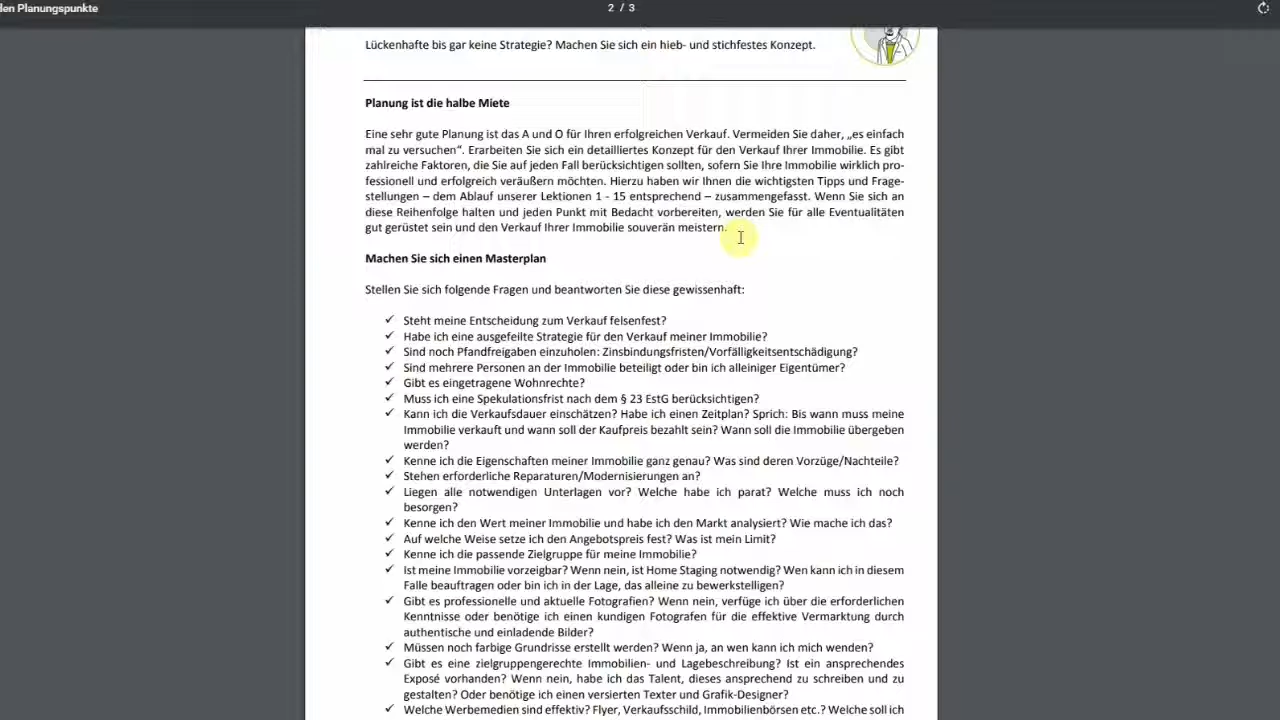 len Planungspunkte
2 / 3
Lückenhafte bis gar keine Strategie? Machen Sie sich ein hieb- und stichfestes Konzept.
Planung ist die halbe Miete
Eine sehr gute Planung ist das A und O für Ihren erfolgreichen Verkauf. Vermeiden Sie daher, „es einfach
mal zu versuchen“. Erarbeiten Sie sich ein detailliertes Konzept für den Verkauf Ihrer Immobilie. Es gibt
zahlreiche Faktoren, die Sie auf jeden Fall berücksichtigen sollten, sofern Sie Ihre Immobilie wirklich pro-
fessionell und erfolgreich veräußern möchten. Hierzu haben wir Ihnen die wichtigsten Tipps und Frage-
stellungen – dem Ablauf unserer Lektionen 1 - 15 entsprechend – zusammengefasst. Wenn Sie sich an
diese Reihenfolge halten und jeden Punkt mit Bedacht vorbereiten, werden Sie für alle Eventualitäten
gut gerüstet sein und den Verkauf Ihrer Immobilie souverän meistern.
Machen Sie sich einen Masterplan
Stellen Sie sich folgende Fragen und beantworten Sie diese gewissenhaft:
✓ Steht meine Entscheidung zum Verkauf felsenfest?
✓ Habe ich eine ausgefeilte Strategie für den Verkauf meiner Immobilie?
✓ Sind noch Pfandfreigaben einzuholen: Zinsbindungsfristen/Vorfälligkeitsentschädigung?
✓ Sind mehrere Personen an der Immobilie beteiligt oder bin ich alleiniger Eigentümer?
✓ Gibt es eingetragene Wohnrechte?
✓ Muss ich eine Spekulationsfrist nach dem § 23 EstG berücksichtigen?
✓ Kann ich die Verkaufsdauer einschätzen? Habe ich einen Zeitplan? Sprich: Bis wann muss meine
Immobilie verkauft und wann soll der Kaufpreis bezahlt sein? Wann soll die Immobilie übergeben
werden?
✓ Kenne ich die Eigenschaften meiner Immobilie ganz genau? Was sind deren Vorzüge/Nachteile?
✓ Stehen erforderliche Reparaturen/Modernisierungen an?
✓ Liegen alle notwendigen Unterlagen vor? Welche habe ich parat? Welche muss ich noch
besorgen?
✓ Kenne ich den Wert meiner Immobilie und habe ich den Markt analysiert? Wie mache ich das?
✓ Auf welche Weise setze ich den Angebotspreis fest? Was ist mein Limit?
✓ Kenne ich die passende Zielgruppe für meine Immobilie?
✓ Ist meine Immobilie vorzeigbar? Wenn nein, ist Home Staging notwendig? Wen kann ich in diesem
Falle beauftragen oder bin ich in der Lage, das alleine zu bewerkstelligen?
✓ Gibt es professionelle und aktuelle Fotografien? Wenn nein, verfüge ich über die erforderlichen
Kenntnisse oder benötige ich einen kundigen Fotografen für die effektive Vermarktung durch
authentische und einladende Bilder?
✓ Müssen noch farbige Grundrisse erstellt werden? Wenn ja, an wen kann ich mich wenden?
✓ Gibt es eine zielgruppengerechte Immobilien- und Lagebeschreibung? Ist ein ansprechendes
Exposé vorhanden? Wenn nein, habe ich das Talent, dieses ansprechend zu schreiben und zu
gestalten? Oder benötige ich einen versierten Texter und Grafik-Designer?
✓ Welche Werbemedien sind effektiv? Flyer, Verkaufsschild, Immobilienbörsen etc.? Welche soll ich